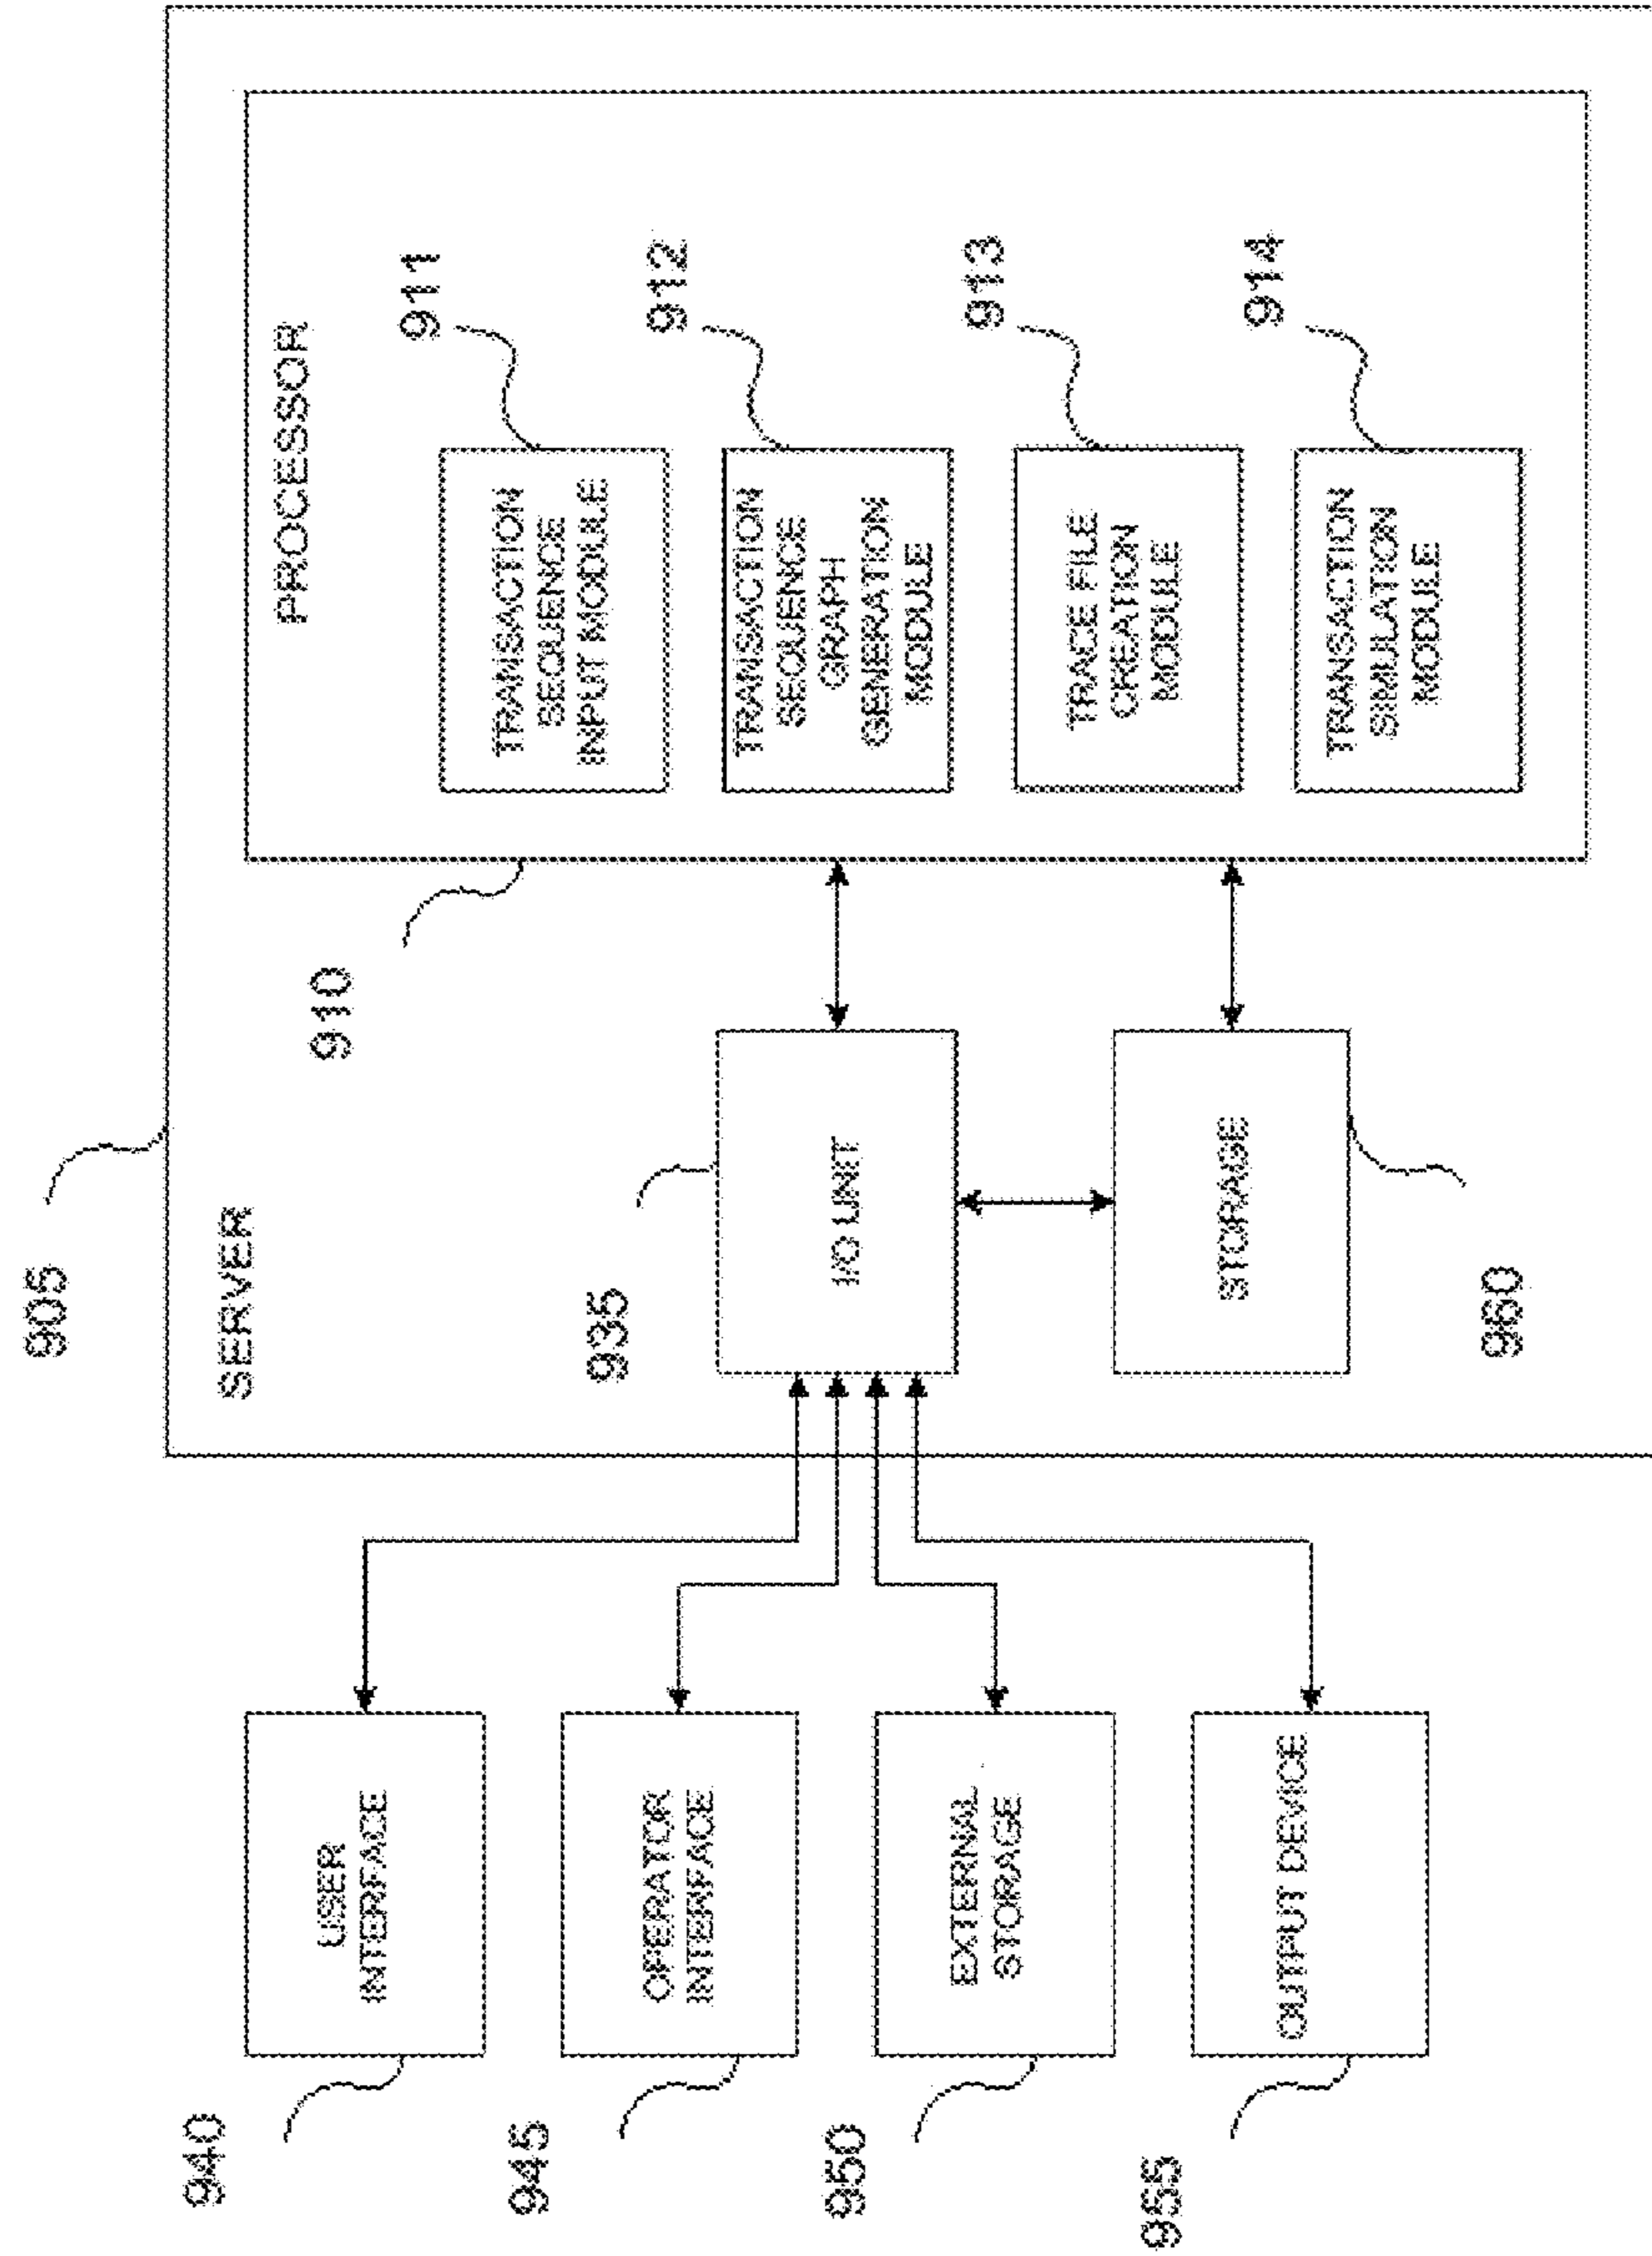 905
SERVER
PROCESSOR
910
911
TRANSACTION
SEQUENCE
INPUT MODULE
912
TRANSACTION
SEQUENCE
GRAPH
GENERATION
MODULE
913
TRACE FILE
CREATION
MODULE
914
TRANSACTION
SIMULATION
MODULE
935
I/O UNIT
STORAGE
960
940
USER
INTERFACE
945
OPERATOR
INTERFACE
950
EXTERNAL
STORAGE
955
OUTPUT DEVICE